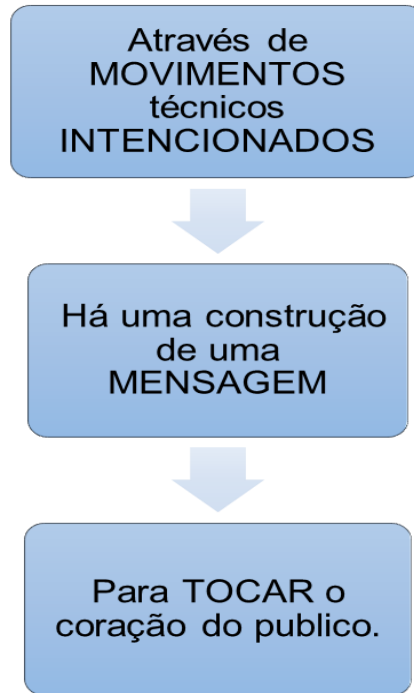 Através de
MOVIMENTOS
técnicos
INTENCIONADOS
Há uma construção
de uma
MENSAGEM
Para TOCAR o
coração do publico.